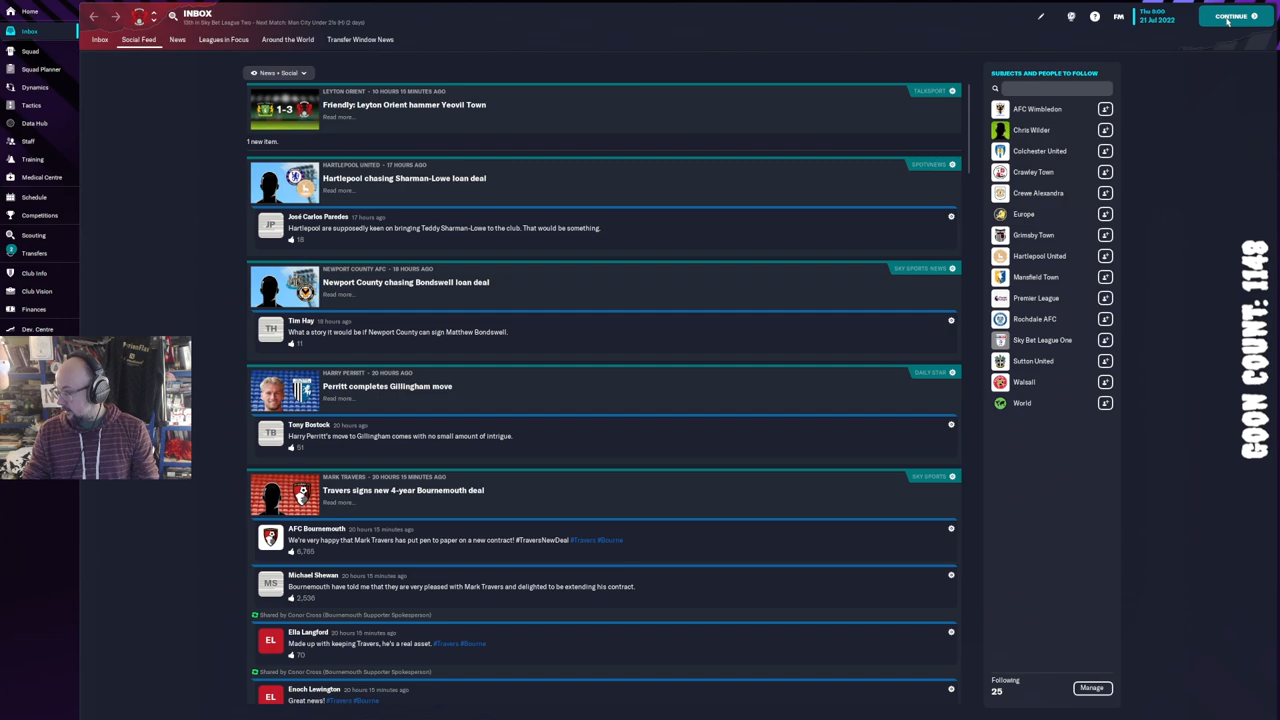 Home
Inbox
Squad
Squad Planner
Dynamics
Tactics
Data Hub
Staff
Training
Medical Centre
Schedule
Competitions
Scouting
2
Transfers
Club Info
Club Vision
Finances
Dev. Centre
INBOX
13th in Sky Bet League Two - Next Match: Man City Under 21s (H) (2 days)
FM
Thu 8:00
21 Jul 2022
CONTINUE
Inbox
Social Feed
News
Leagues in Focus
Around the World
Transfer Window News
News + Social
LEYTON ORIENT - 10 HOURS 15 MINUTES AGO
TALKSPORT
1-3
Friendly: Leyton Orient hammer Yeovil Town
Read more...
1 new item.
HARTLEPOOL UNITED - 17 HOURS AGO
SPOTVNEWS
Hartlepool chasing Sharman-Lowe loan deal
Read more...
JP
José Carlos Paredes 17 hours ago
Hartlepool are supposedly keen on bringing Teddy Sharman-Lowe to the club. That would be something.
18
NEWPORT COUNTY AFC - 18 HOURS AGO
SKY SPORTS NEWS
Newport County chasing Bondswell loan deal
Read more...
TH
Tim Hay 18 hours ago
What a story it would be if Newport County can sign Matthew Bondswell.
11
HARRY PERRITT - 20 HOURS AGO
DAILY STAR
Perritt completes Gillingham move
Read more...
TB
Tony Bostock 20 hours ago
Harry Perritt's move to Gillingham comes with no small amount of intrigue.
51
MARK TRAVERS - 20 HOURS 15 MINUTES AGO
SKY SPORTS
Travers signs new 4-year Bournemouth deal
Read more...
AFC Bournemouth 20 hours 15 minutes ago
We're very happy that Mark Travers has put pen to paper on a new contract! #TraversNewDeal #Travers #Bourne
6,765
MS
Michael Shewan 20 hours 15 minutes ago
Bournemouth have told me that they are very pleased with Mark Travers and delighted to be extending his contract.
2,536
Shared by Conor Cross (Bournemouth Supporter Spokesperson)
EL
Ella Langford 20 hours 15 minutes ago
Made up with keeping Travers, he's a real asset. #Travers #Bourne
70
Shared by Conor Cross (Bournemouth Supporter Spokesperson)
EL
Enoch Lewington 20 hours 15 minutes ago
Great news! #Travers #Bourne
SUBJECTS AND PEOPLE TO FOLLOW
AFC Wimbledon
Chris Wilder
Colchester United
Crawley Town
Crewe Alexandra
Europe
Grimsby Town
Hartlepool United
Mansfield Town
Premier League
Rochdale AFC
Sky Bet League One
Sutton United
Walsall
World
Following
25
Manage
GOON COUNT: 1148